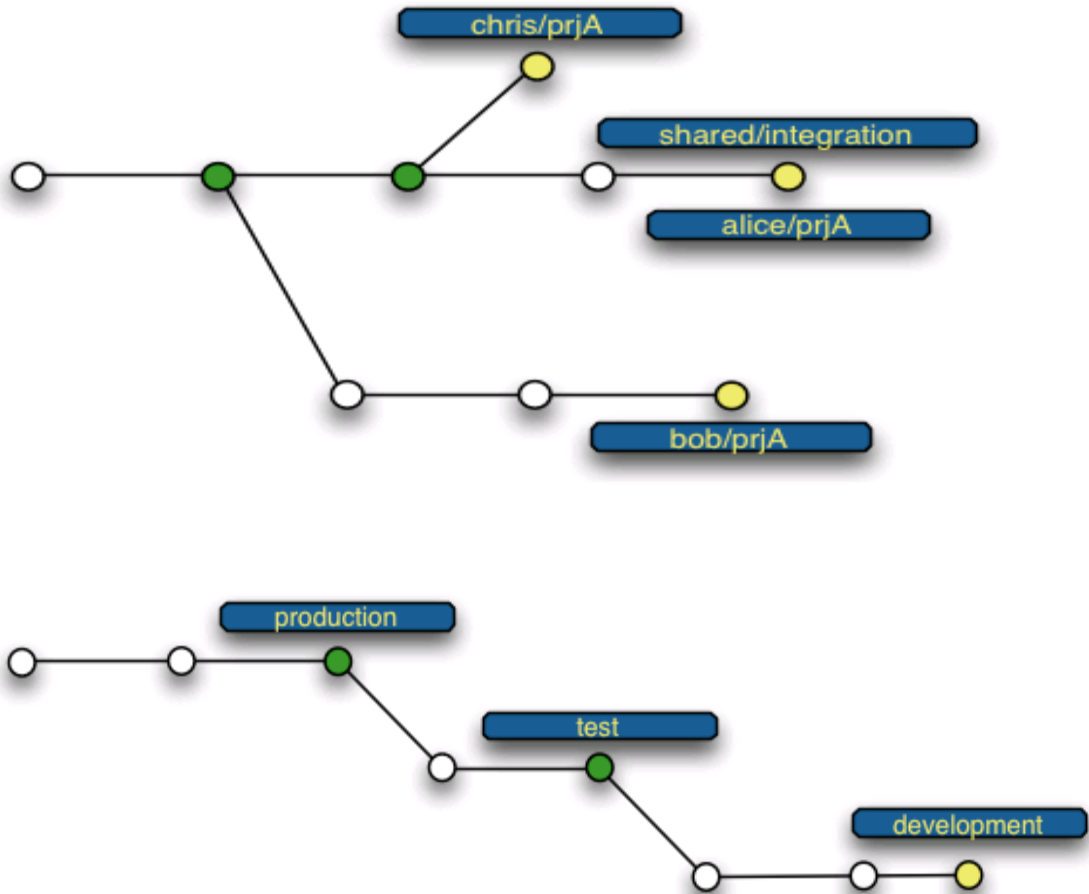 chris/prjA
shared/integration
alice/prjA
bob/prjA
production
test
development